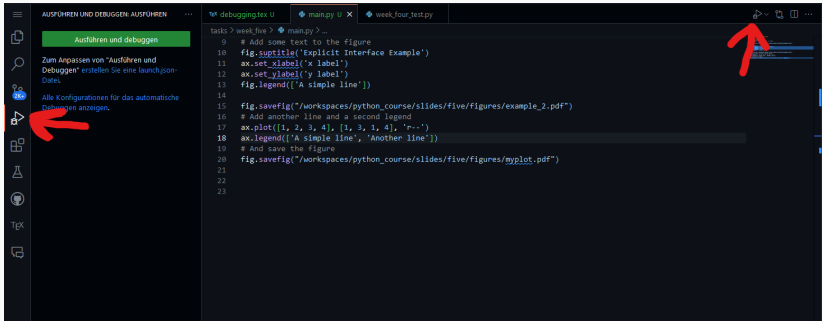 AUSFÜHREN UND DEBUGGEN: AUSFÜHREN ...
Ausführen und debuggen
Zum Anpassen von "Ausführen und
Debuggen" erstellen Sie eine launch.json-
Datei.
Alle Konfigurationen für das automatische
Debuggen anzeigen.
2K+
TEX
TEX debugging.tex U
main.py U X
week_four_test.py
tasks > week_five > main.py > ...
9 # Add some text to the figure
10 fig.suptitle('Explicit Interface Example')
11 ax.set_xlabel('x label')
12 ax.set_ylabel('y label')
13 fig.legend(['A simple line'])
14
15 fig.savefig("/workspaces/python_course/slides/five/figures/example_2.pdf")
16 # Add another line and a second legend
17 ax.plot([1, 2, 3, 4], [1, 3, 1, 4], 'r--')
18 ax.legend(['A simple line', 'Another line'])
19 # And save the figure
20 fig.savefig("/workspaces/python_course/slides/five/figures/myplot.pdf")
21
22
23